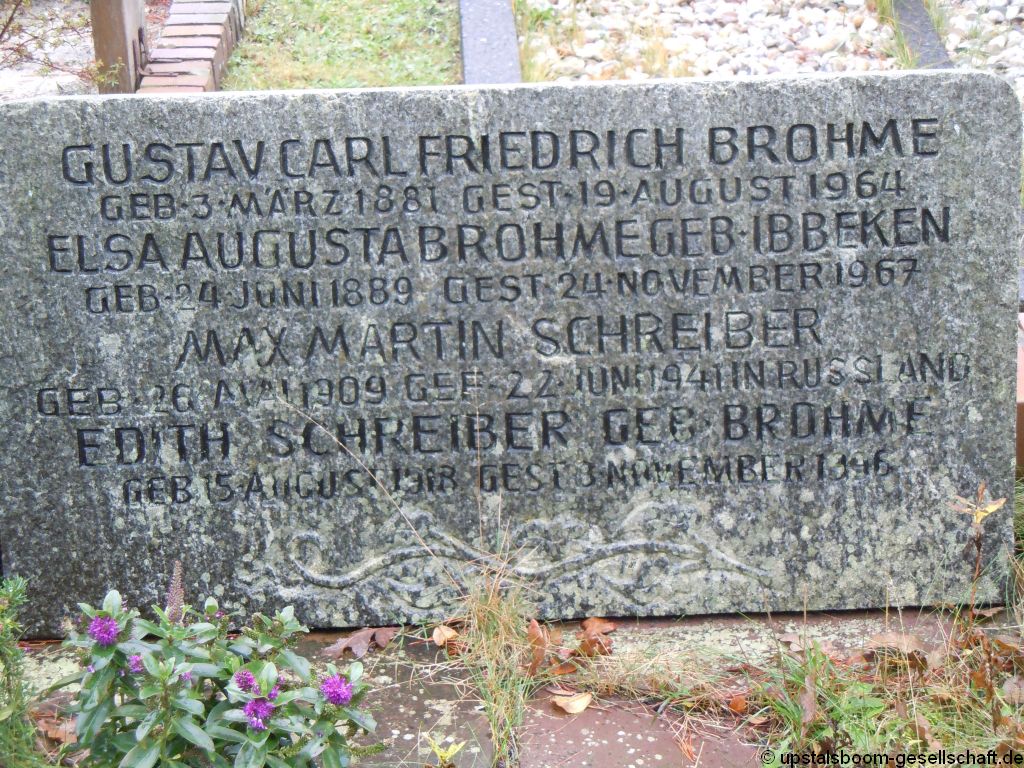 GUSTAV CARL FRIEDRICH BROHME
GEB·3·MÄRZ 1881 GEST·19·AUGUST 1964
ELSA AUGUSTA BROHME GEB·IBBEKEN
GEB·24 JUNI 1889 GEST·24·NOVEMBER 1967
MAX MARTIN SCHREIBER
GEB·26 MAI 1909 GEF·22·JUNI 1941 IN RUSSLAND
EDITH SCHREIBER GEB·BROHME
GEB 15·AUGUST 1918 GEST 3 NOVEMBER 1996
© upstalsboom-gesellschaft.de